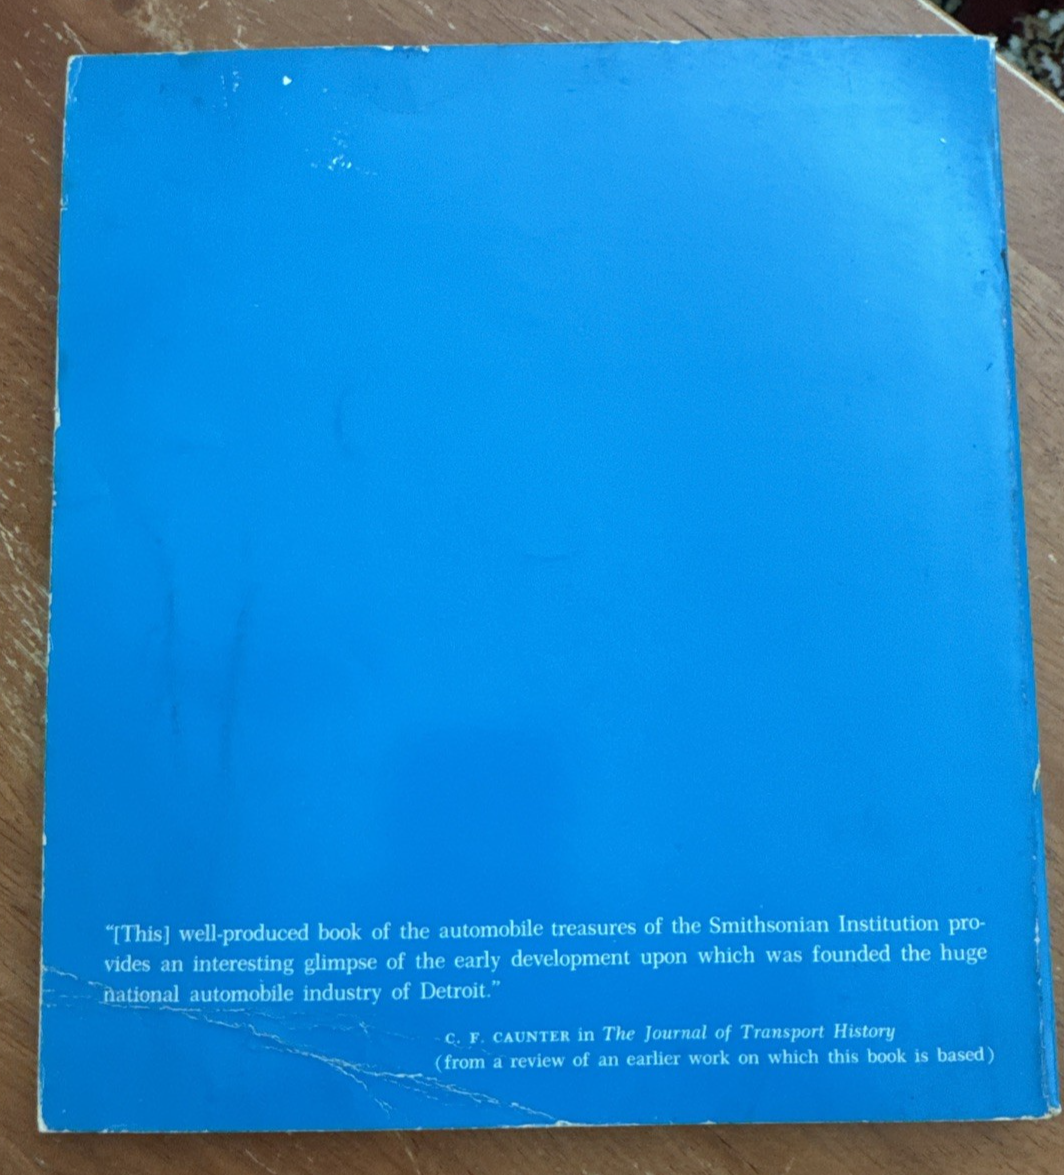 “[This] well-produced book of the automobile treasures of the Smithsonian Institution pro-
vides an interesting glimpse of the early development upon which was founded the huge
national automobile industry of Detroit.”
C. F. CAUNTER in The Journal of Transport History
(from a review of an earlier work on which this book is based)